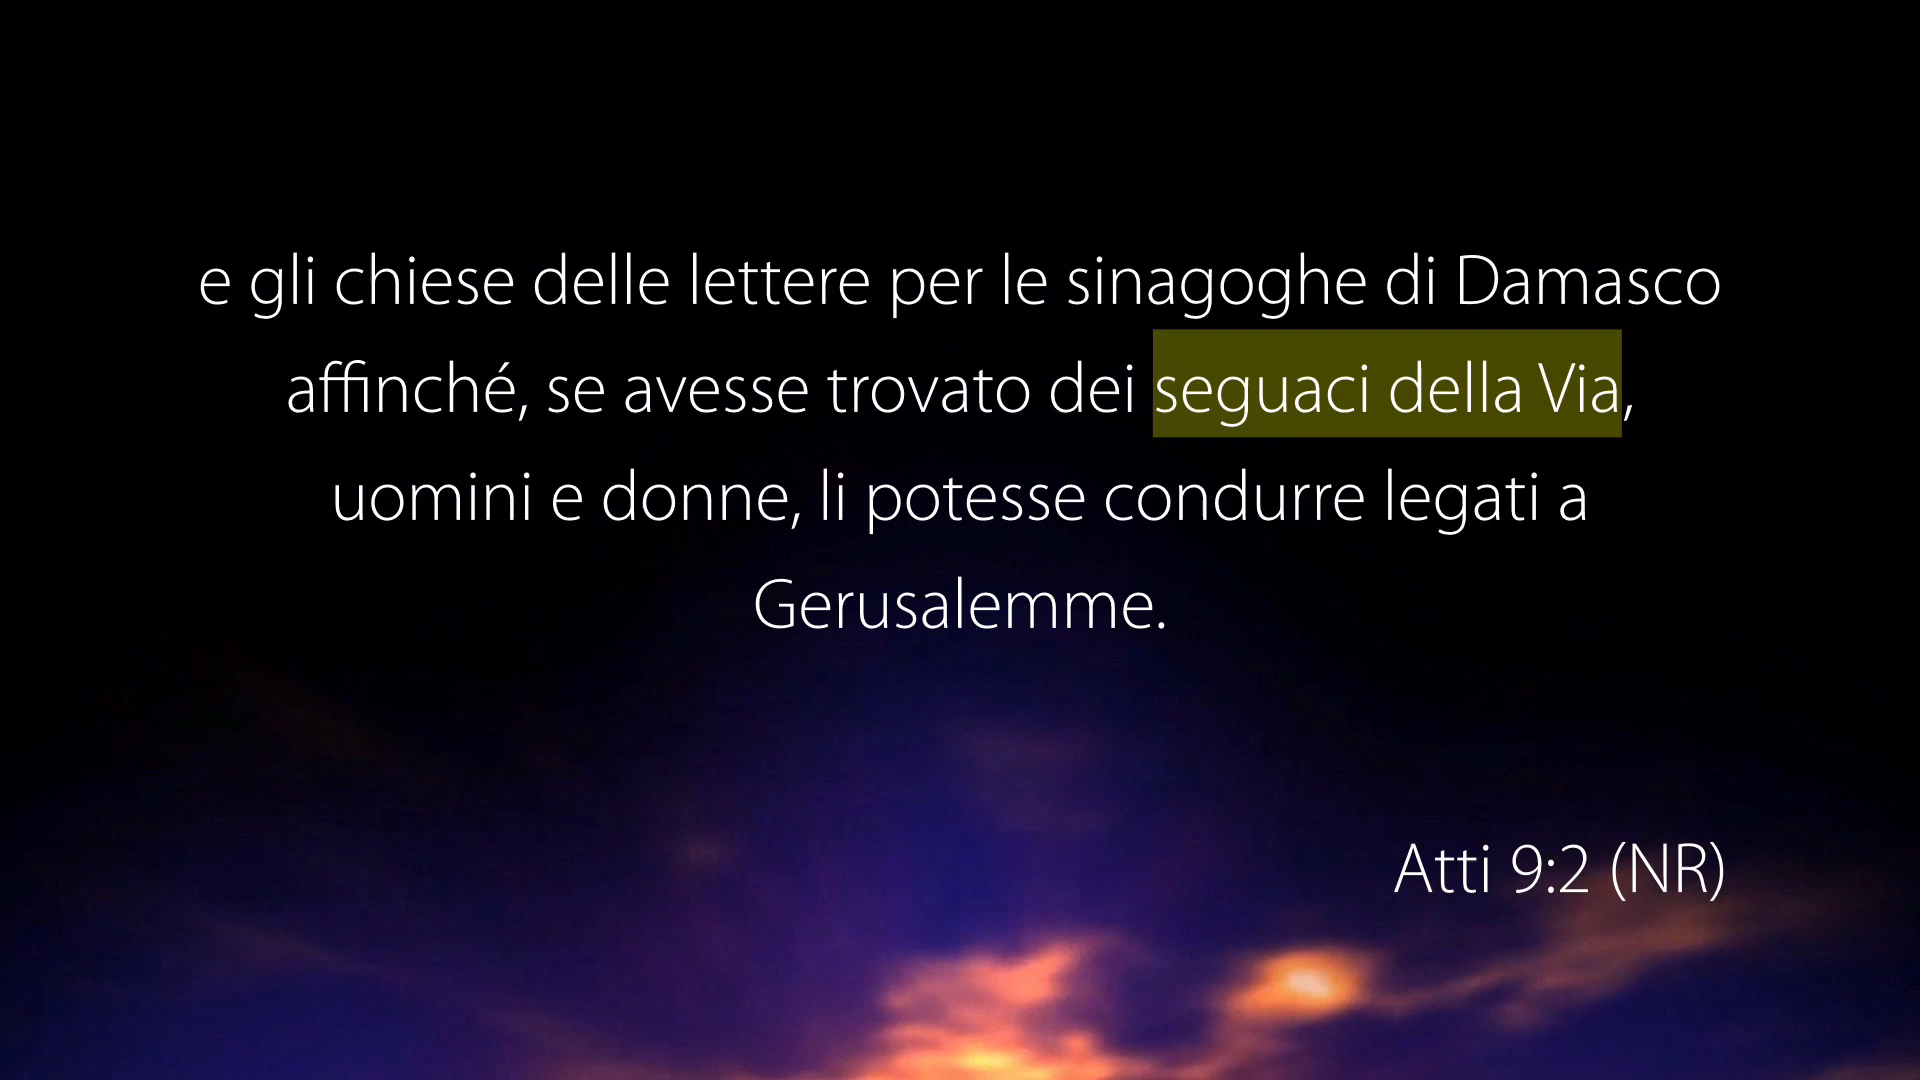 e gli chiese delle lettere per le sinagoghe di Damasco
affinché, se avesse trovato dei seguaci della Via,
uomini e donne, li potesse condurre legati a
Gerusalemme.
Atti 9:2 (NR)